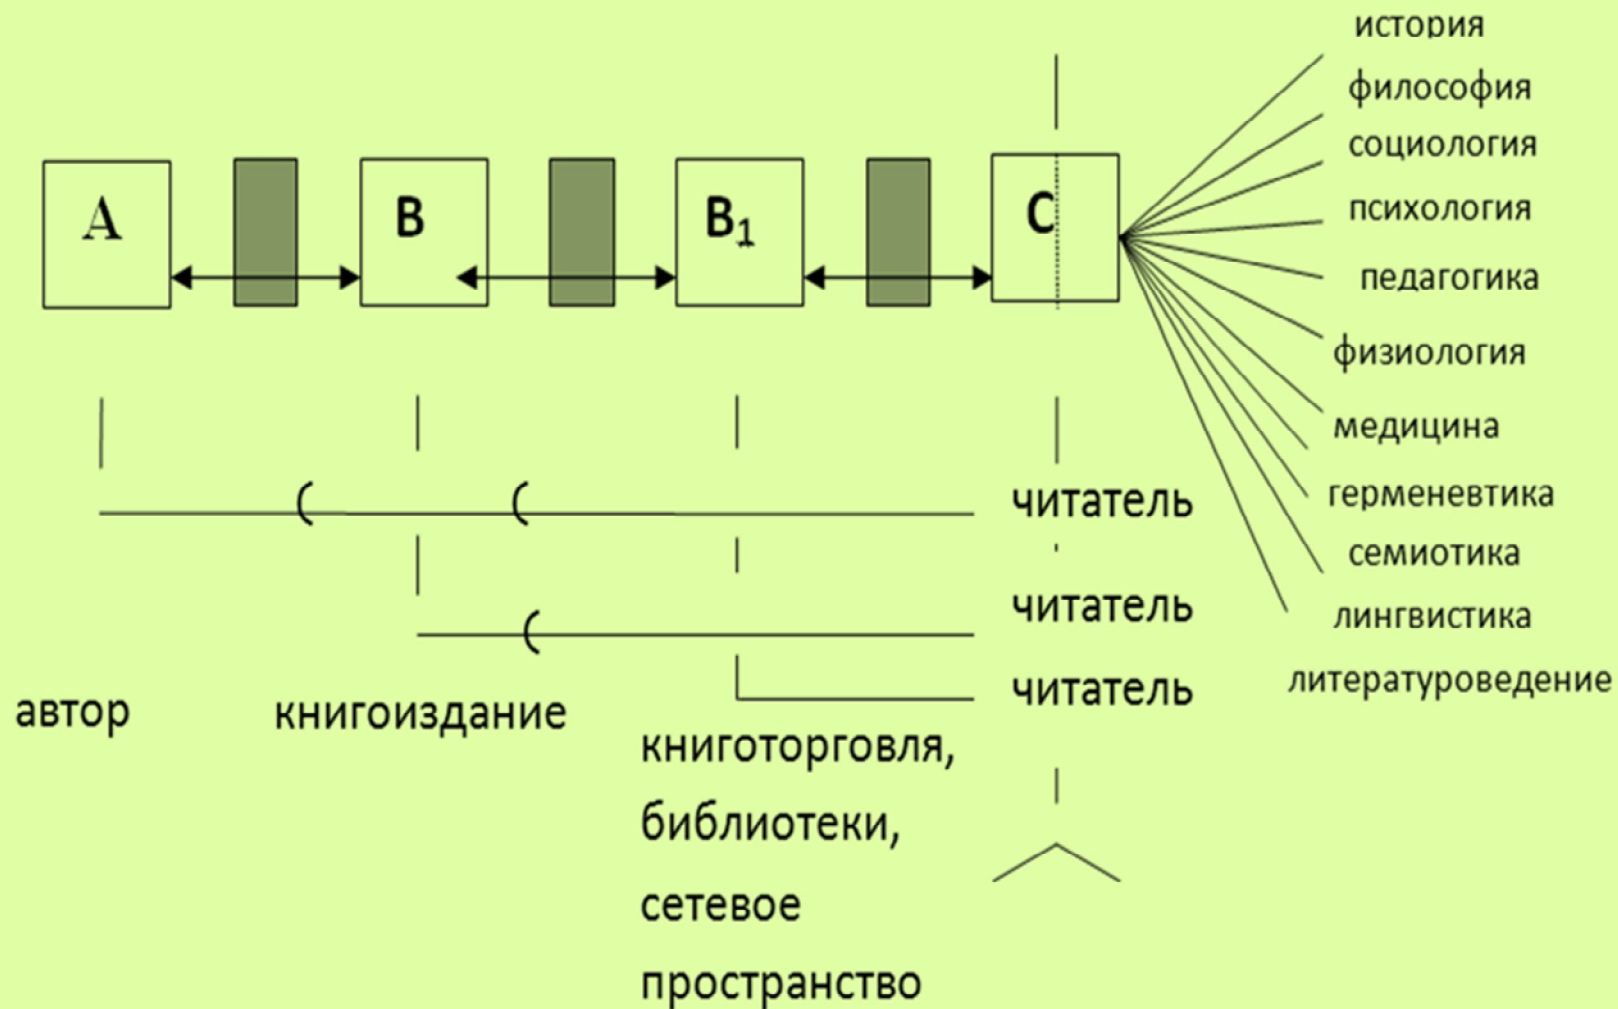 история
философия
социология
психология
педагогика
физиология
медицина
герменевтика
семиотика
лингвистика
литературоведение
A
B
B₁
C
читатель
читатель
читатель
автор
книгоиздание
книготорговля,
библиотеки,
сетевое
пространство